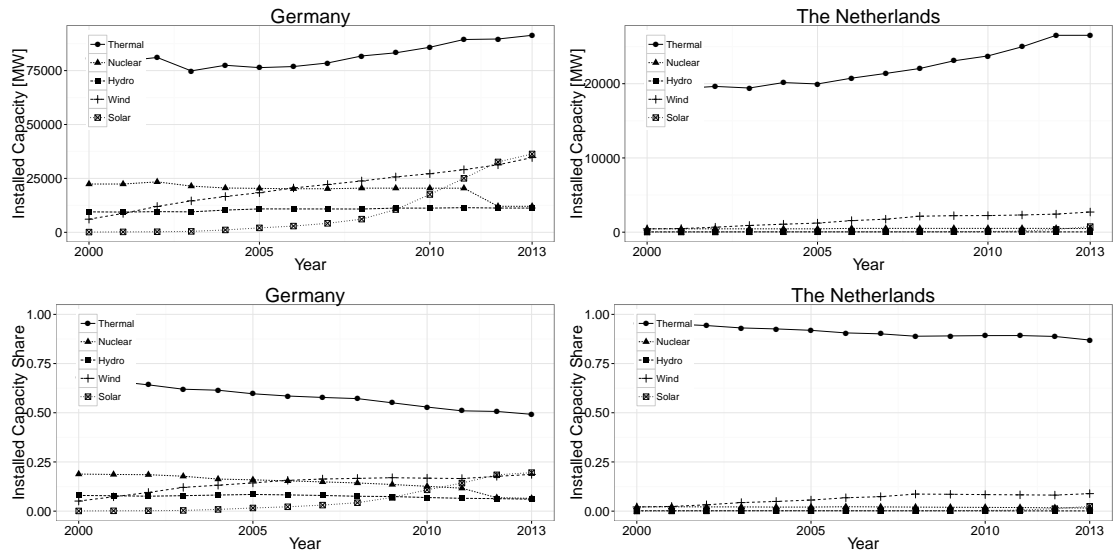 Germany
Installed Capacity [MW]
75000
50000
25000
0
Thermal
Nuclear
Hydro
Wind
Solar
2000
2005
2010
2013
Year
The Netherlands
Installed Capacity [MW]
20000
10000
0
Thermal
Nuclear
Hydro
Wind
Solar
2000
2005
2010
2013
Year
Germany
Installed Capacity Share
1.00
0.75
0.50
0.25
0.00
Thermal
Nuclear
Hydro
Wind
Solar
2000
2005
2010
2013
Year
The Netherlands
Installed Capacity Share
1.00
0.75
0.50
0.25
0.00
Thermal
Nuclear
Hydro
Wind
Solar
2000
2005
2010
2013
Year